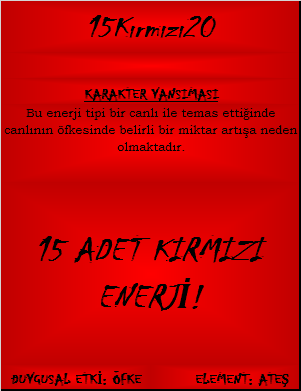 15Kırmızı20
KARAKTER YANSIMASI
Bu enerji tipi bir canlı ile temas ettiğinde
canlının öfkesinde belirli bir miktar artışa neden
olmaktadır.
15 ADET KIRMIZI
ENERJİ!
DUYGUSAL ETKİ: ÖFKE
ELEMENT: ATEŞ